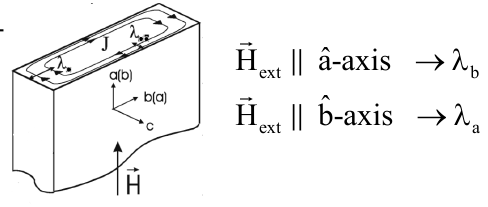 J
λ
λ
a(b)
b(a)
c
H⃗
H⃗ext || â-axis → λb
H⃗ext || b̂-axis → λa